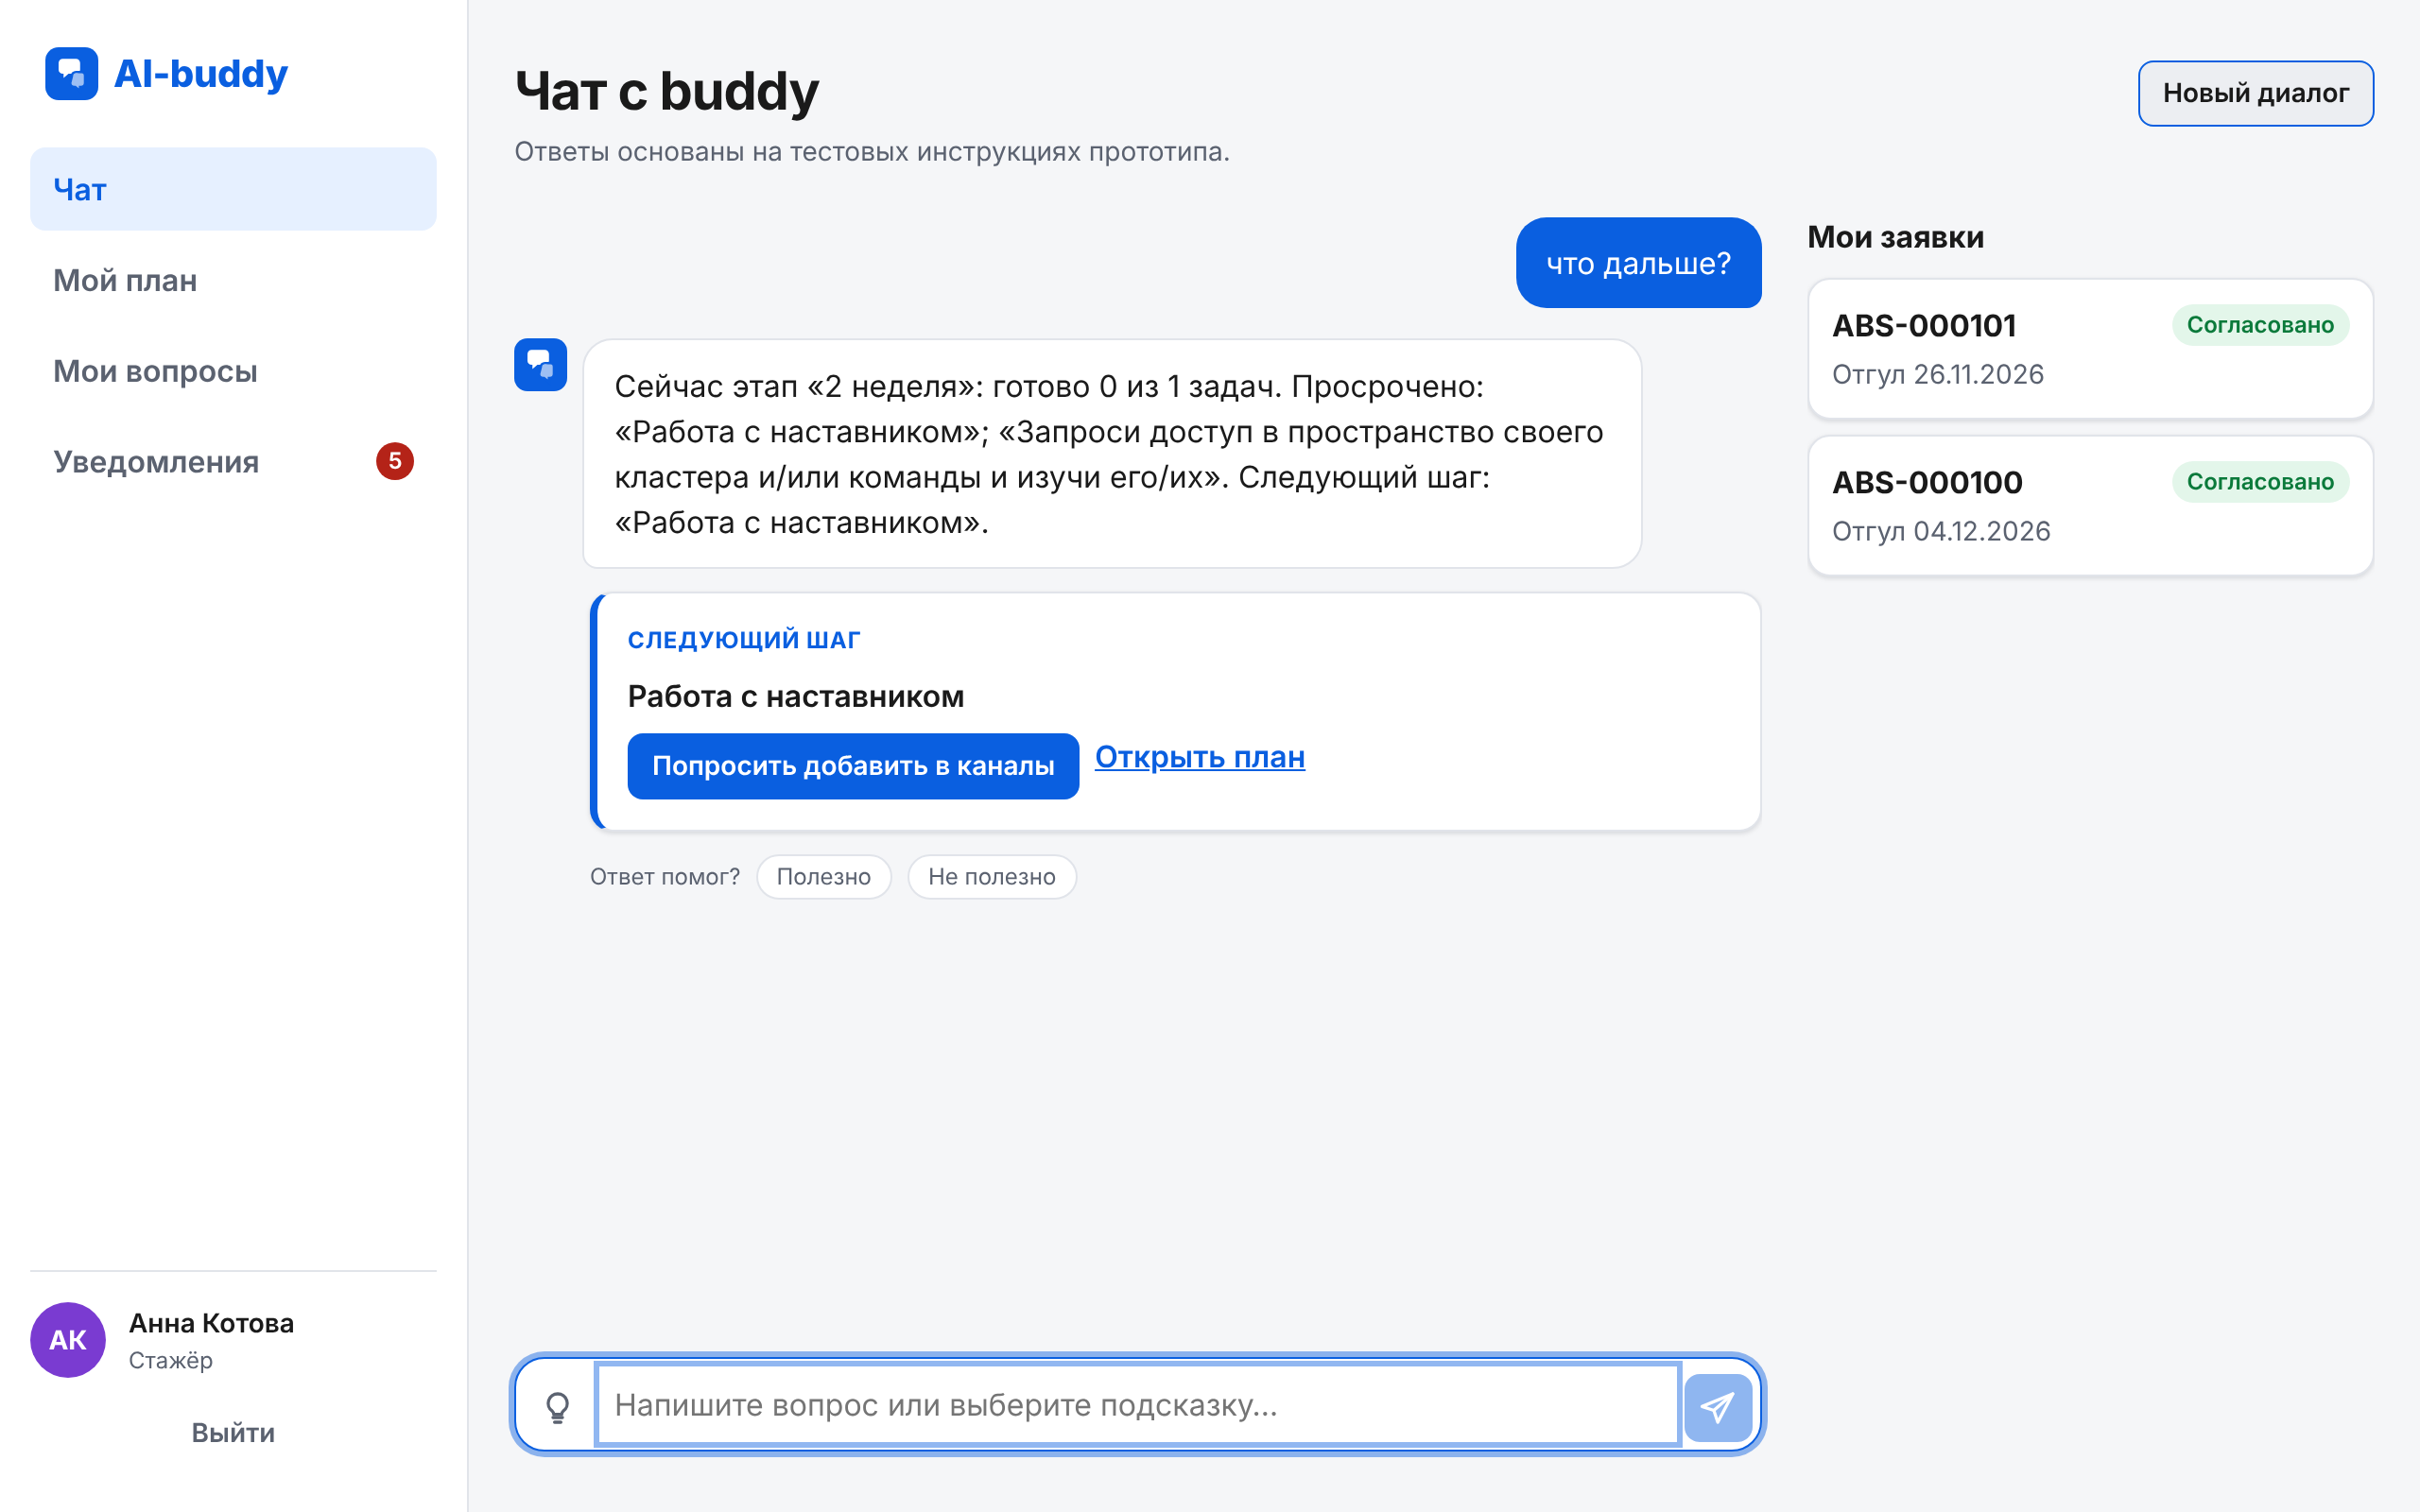 AI-buddy
Чат
Мой план
Мои вопросы
Уведомления 5
АК
Анна Котова
Стажёр
Выйти
Чат с buddy
Ответы основаны на тестовых инструкциях прототипа.
Новый диалог
что дальше?
Сейчас этап «2 неделя»: готово 0 из 1 задач. Просрочено:
«Работа с наставником»; «Запроси доступ в пространство своего
кластера и/или команды и изучи его/их». Следующий шаг:
«Работа с наставником».
СЛЕДУЮЩИЙ ШАГ
Работа с наставником
Попросить добавить в каналы Открыть план
Ответ помог? Полезно Не полезно
Напишите вопрос или выберите подсказку...
Мои заявки
ABS-000101 Согласовано
Отгул 26.11.2026
ABS-000100 Согласовано
Отгул 04.12.2026